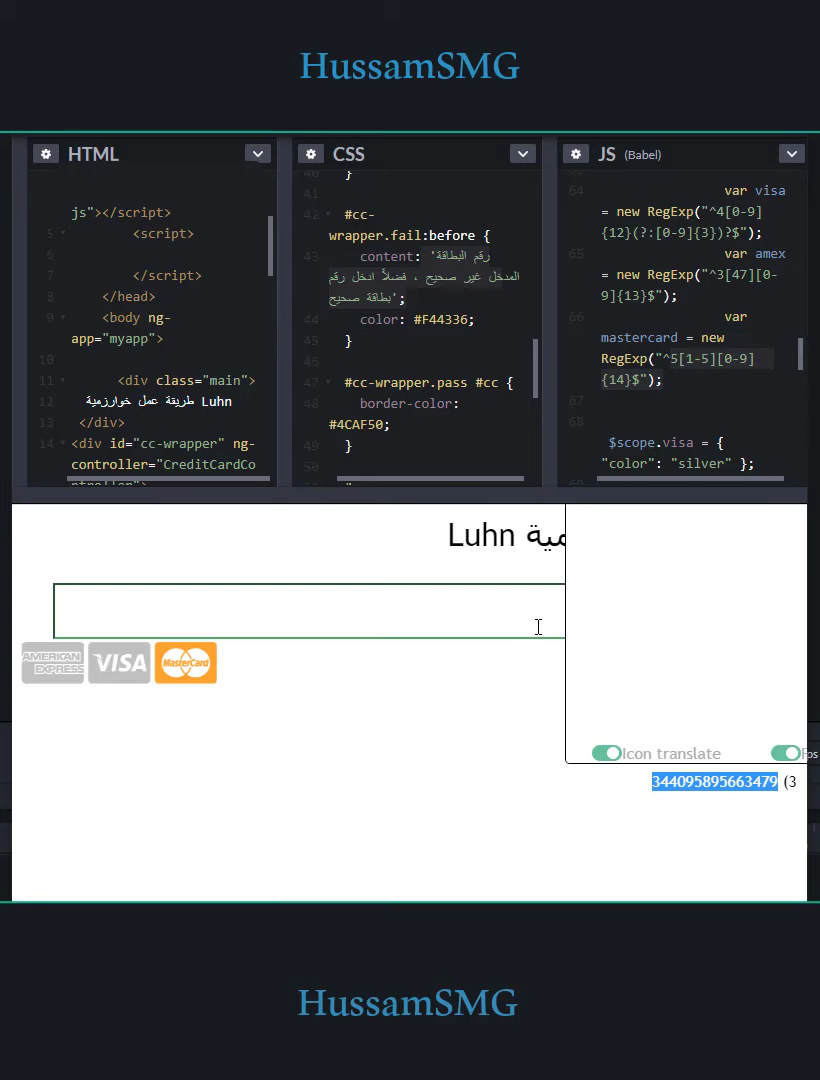 HussamSMG
HTML
js"></script>
5 <script>
6
7 </script>
8 </head>
9 <body ng-
app="myapp">
10
11 <div class="main">
12 طريقة عمل خوارزمية Luhn
13 </div>
14 <div id="cc-wrapper" ng-
controller="CreditCardCo
ntroller">
CSS
40 }
41
42 #cc-
wrapper.fail:before {
43 content: 'رقم البطاقة
المدخل غير صحيح ، فضلاً ادخل رقم
بطاقة صحيح';
44 color: #F44336;
45 }
46
47 #cc-wrapper.pass #cc {
48 border-color:
#4CAF50;
49 }
50
JS (Babel)
64 var visa
= new RegExp("^4[0-9]
{12}(?:[0-9]{3})?$");
65 var amex
= new RegExp("^3[47][0-
9]{13}$");
66 var
mastercard = new
RegExp("^5[1-5][0-9]
{14}$");
67
68
$scope.visa = {
"color": "silver" };
69
مية Luhn
AMERICAN EXPRESS
VISA
MasterCard
Icon translate
Fps
344095895663479 (3
HussamSMG